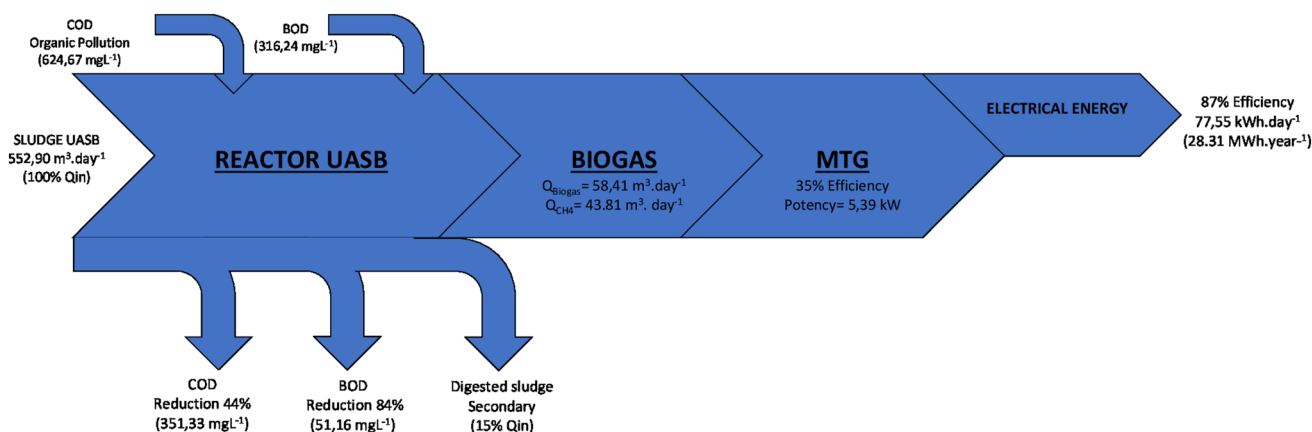 COD
Organic Pollution
(624,67 mgL⁻¹)
BOD
(316,24 mgL⁻¹)
SLUDGE UASB
552,90 m³.day⁻¹
(100% Qin)
REACTOR UASB
BIOGAS
Q_Biogas= 58,41 m³.day⁻¹
Q_CH4= 43.81 m³. day⁻¹
MTG
35% Efficiency
Potency= 5,39 kW
ELECTRICAL ENERGY
87% Efficiency
77,55 kWh.day⁻¹
(28.31 MWh.year-¹)
COD
Reduction 44%
(351,33 mgL⁻¹)
BOD
Reduction 84%
(51,16 mgL⁻¹)
Digested sludge
Secondary
(15% Qin)